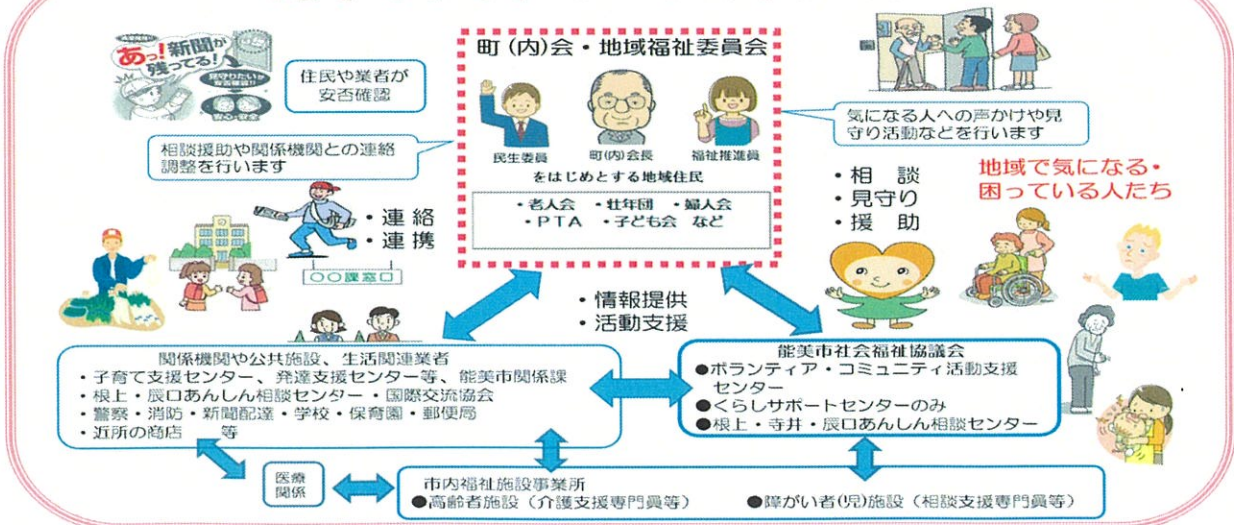 あっ!新聞が
残ってる!
見守りたいが
安否確認!!
安心・安全
住民や業者が
安否確認
相談援助や関係機関との連絡
調整を行います
町(内)会・地域福祉委員会
民生委員 町(内)会長 福祉推進員
をはじめとする地域住民
・老人会 ・壮年団 ・婦人会
・PTA ・子ども会 など
気になる人への声かけや見
守り活動などを行います
・相 談
・見守り
・援 助
地域で気になる・
困っている人たち
・連 絡
・連 携
〇〇課窓口
・情報提供
・活動支援
関係機関や公共施設、生活関連業者
・子育て支援センター、発達支援センター等、能美市関係課
・根上・辰口あんしん相談センター・国際交流協会
・警察・消防・新聞配達・学校・保育園・郵便局
・近所の商店 等
能美市社会福祉協議会
●ボランティア・コミュニティ活動支援
センター
●くらしサポートセンターのみ
●根上・寺井・辰口あんしん相談センター
医療
関係
市内福祉施設事業所
●高齢者施設(介護支援専門員等) ●障がい者(児)施設(相談支援専門員等)